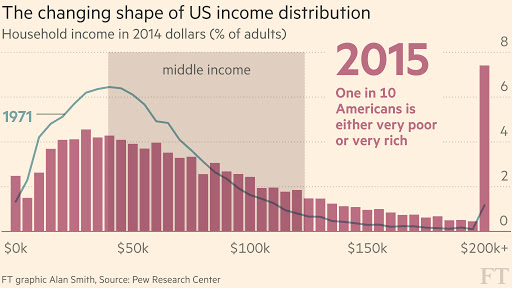 The changing shape of US income distribution
Household income in 2014 dollars (% of adults)
8
middle income
2015
One in 10
Americans is
either very poor
or very rich
6
1971
4
2
0
$0k
$50k
$100k
$150k
$200k+
FT graphic Alan Smith, Source: Pew Research Center
FT